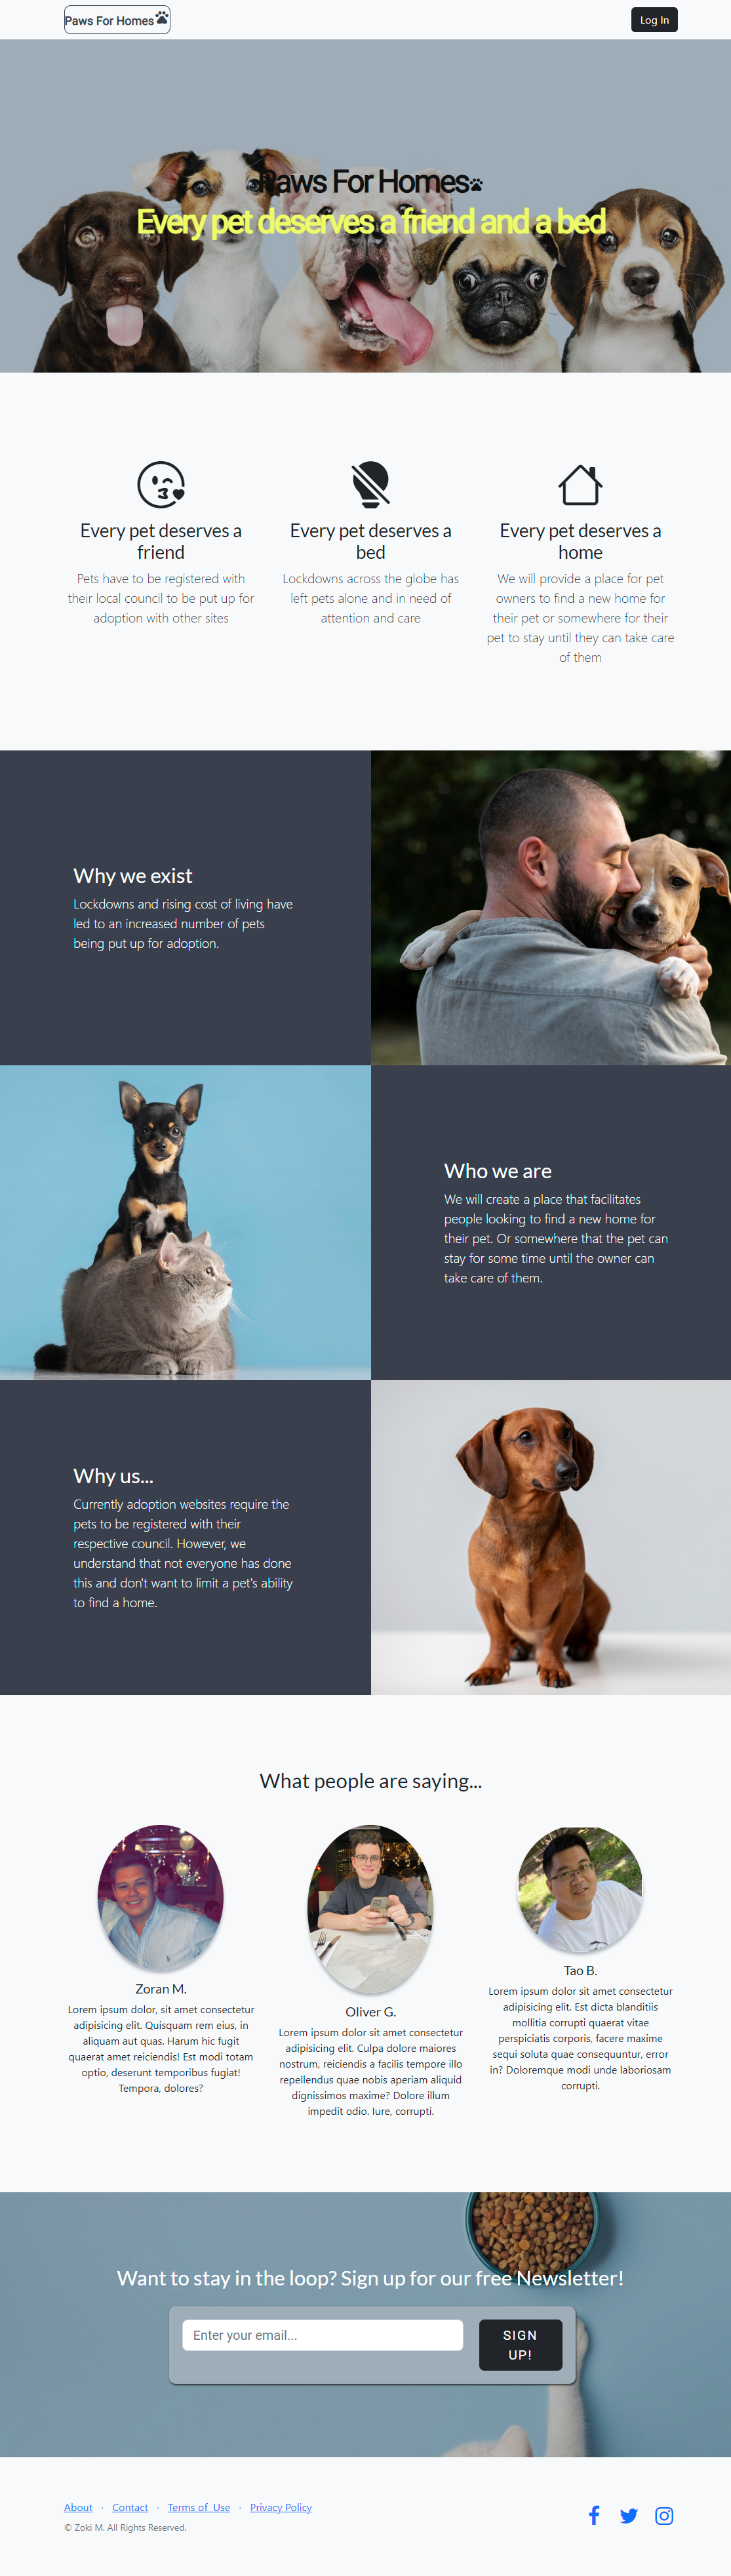 Paws For Homes
Log In
Paws For Homes
Every pet deserves a friend and a bed
Every pet deserves a
friend
Pets have to be registered with
their local council to be put up for
adoption with other sites
Every pet deserves a
bed
Lockdowns across the globe has
left pets alone and in need of
attention and care
Every pet deserves a
home
We will provide a place for pet
owners to find a new home for
their pet or somewhere for their
pet to stay until they can take care
of them
Why we exist
Lockdowns and rising cost of living have
led to an increased number of pets
being put up for adoption.
Who we are
We will create a place that facilitates
people looking to find a new home for
their pet. Or somewhere that the pet can
stay for some time until the owner can
take care of them.
Why us...
Currently adoption websites require the
pets to be registered with their
respective council. However, we
understand that not everyone has done
this and don't want to limit a pet's ability
to find a home.
What people are saying...
Zoran M.
Lorem ipsum dolor, sit amet consectetur
adipisicing elit. Quisquam rem eius, in
aliquam aut quas. Harum hic fugit
quaerat amet reiciendis! Est modi totam
optio, deserunt temporibus fugiat!
Tempora, dolores?
Oliver G.
Lorem ipsum dolor sit amet consectetur
adipisicing elit. Culpa dolore maiores
nostrum, reiciendis a facilis tempore illo
repellendus quae nobis aperiam aliquid
dignissimos maxime? Dolore illum
impedit odio. Iure, corrupti.
Tao B.
Lorem ipsum dolor sit amet consectetur
adipisicing elit. Est dicta blanditiis
mollitia corrupti quaerat vitae
perspiciatis corporis, facere maxime
sequi soluta quae consequuntur, error
in? Doloremque modi unde laboriosam
corrupti.
Want to stay in the loop? Sign up for our free Newsletter!
Enter your email...
SIGN
UP!
About · Contact · Terms of Use · Privacy Policy
© Zoki M. All Rights Reserved.